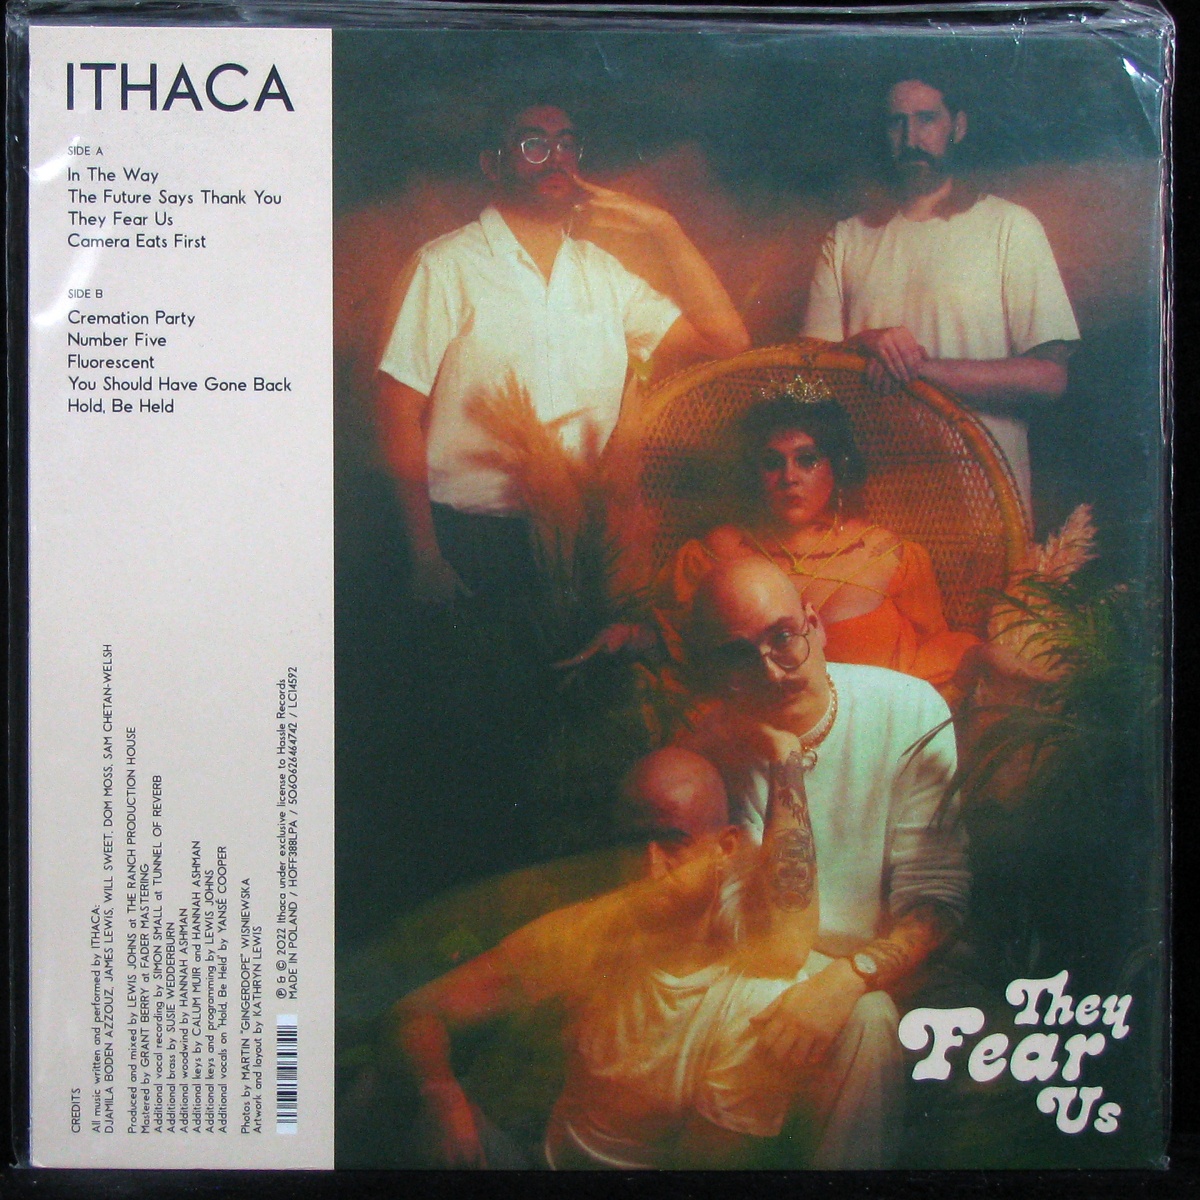 ITHACA
SIDE A
In The Way
The Future Says Thank You
They Fear Us
Camera Eats First
SIDE B
Cremation Party
Number Five
Fluorescent
You Should Have Gone Back
Hold, Be Held
CREDITS
All music written and performed by ITHACA:
DJAMILA BODEN AZZOUZ, JAMES LEWIS, WILL SWEET, DOM MOSS, SAM CHETAN-WELSH
Produced and mixed by LEWIS JOHNS at THE RANCH PRODUCTION HOUSE
Mastered by GRANT BERRY at FADER MASTERING
Additional vocal recording by SIMON SMALL at TUNNEL OF REVERB
Additional brass by SUSIE WEDDERBURN
Additional woodwind by HANNAH ASHMAN
Additional keys by CALUM MUIR and HANNAH ASHMAN
Additional keys and programming by LEWIS JOHNS
Additional vocals on 'Hold, Be Held' by YANSÉ COOPER
Photos by MARTIN "GINGERDOPE" WISNIEWSKA
Artwork and layout by KATHRYN LEWIS
℗ & © 2022 Ithaca under exclusive license to Hassle Records
MADE IN POLAND / HOFF388LPA / 5060626464742 / LC14592
They
Fear
Us